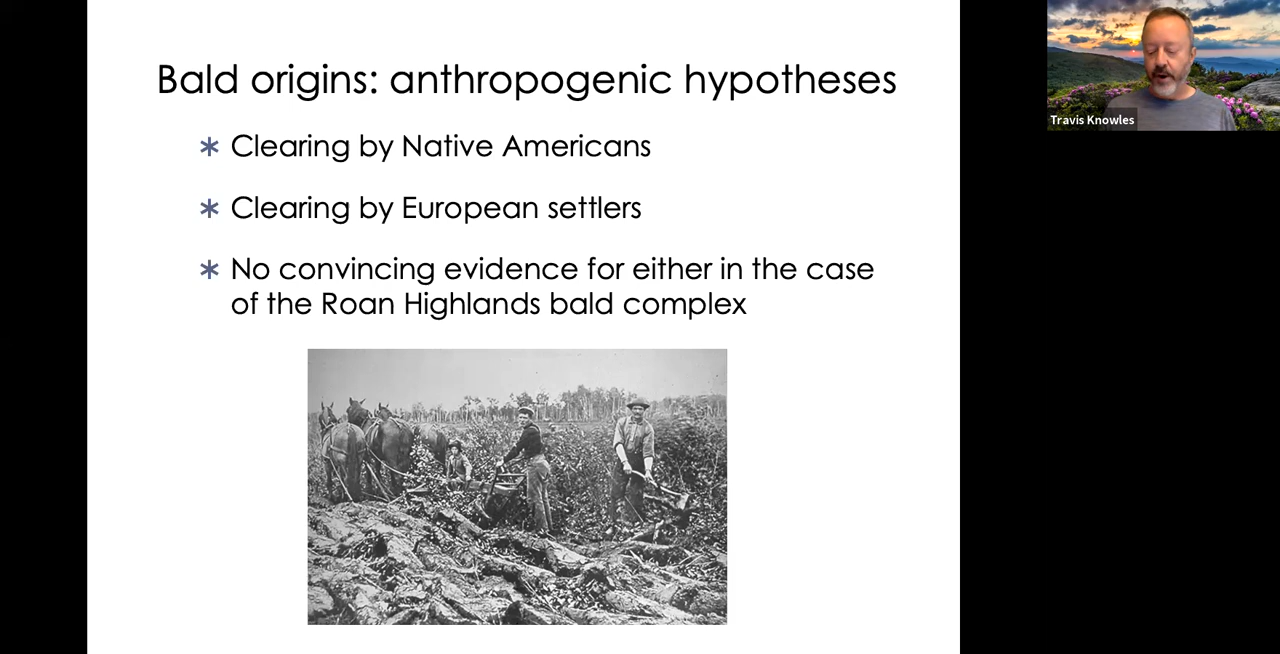 Bald origins: anthropogenic hypotheses
* Clearing by Native Americans
* Clearing by European settlers
* No convincing evidence for either in the case
of the Roan Highlands bald complex
Travis Knowles